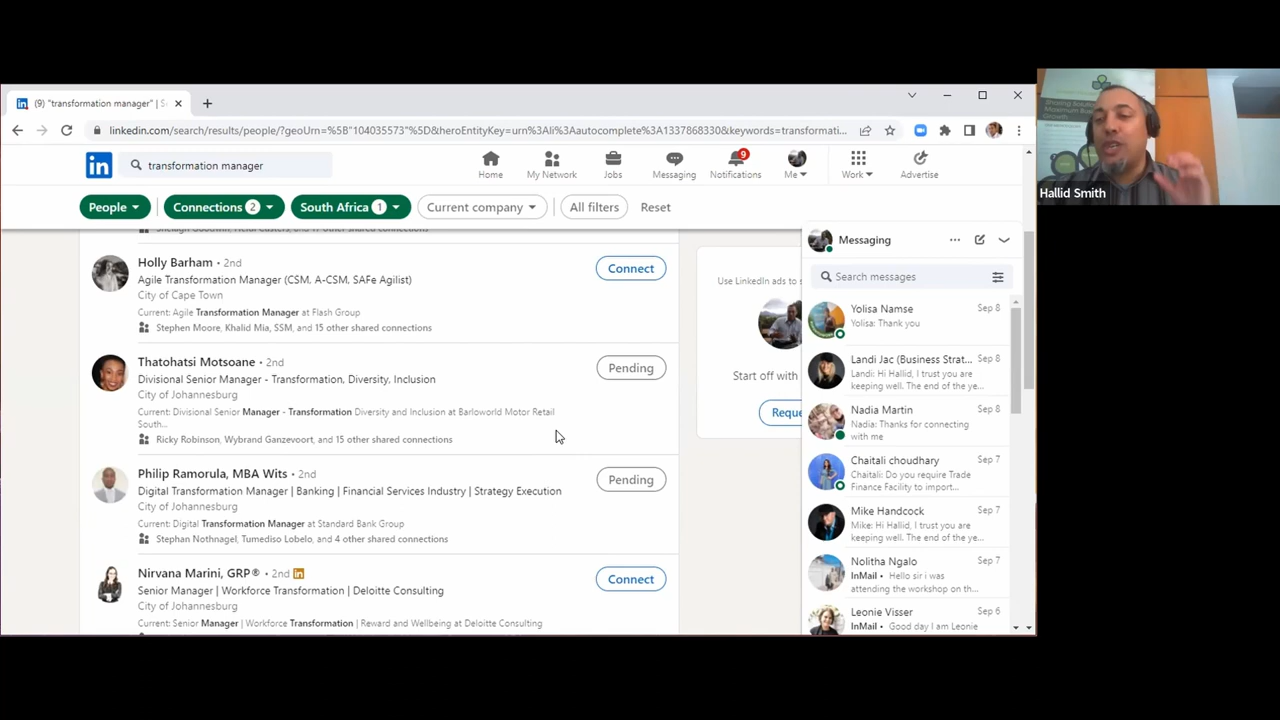 (9) "transformation manager" | S
linkedin.com/search/results/people/?geoUrn=%5B"104035573"%5D&heroEntityKey=urn%3Ali%3Aautocomplete%3A1337868330&keywords=transformati...
in
transformation manager
Home
My Network
Jobs
Messaging
9
Notifications
Me
Work
Advertise
People
Connections 2
South Africa 1
Current company
All filters
Reset
Holly Barham • 2nd
Agile Transformation Manager (CSM, A-CSM, SAFe Agilist)
City of Cape Town
Current: Agile Transformation Manager at Flash Group
Stephen Moore, Khalid Mia, SSM, and 15 other shared connections
Connect
Thatohatsi Motsoane • 2nd
Divisional Senior Manager - Transformation, Diversity, Inclusion
City of Johannesburg
Current: Divisional Senior Manager - Transformation Diversity and Inclusion at Barloworld Motor Retail
South...
Ricky Robinson, Wybrand Ganzevoort, and 15 other shared connections
Pending
Philip Ramorula, MBA Wits • 2nd
Digital Transformation Manager | Banking | Financial Services Industry | Strategy Execution
City of Johannesburg
Current: Digital Transformation Manager at Standard Bank Group
Stephan Nothnagel, Tumediso Lobelo, and 4 other shared connections
Pending
Nirvana Marini, GRP® • 2nd in
Senior Manager | Workforce Transformation | Deloitte Consulting
City of Johannesburg
Current: Senior Manager | Workforce Transformation | Reward and Wellbeing at Deloitte Consulting
Connect
Use LinkedIn ads to s
Start off with
Reque
Messaging
Search messages
Yolisa Namse Sep 8
Yolisa: Thank you
Landi Jac (Business Strat... Sep 8
Landi: Hi Hallid, I trust you are
keeping well. The end of the ye...
Nadia Martin Sep 8
Nadia: Thanks for connecting
with me
Chaitali choudhary Sep 7
Chaitali: Do you require Trade
Finance Facility to import...
Mike Handcock Sep 7
Mike: Hi Hallid, I trust you are
keeping well. The end of the ye...
Nolitha Ngalo Sep 7
InMail • Hello sir i was
attending the workshop on th...
Leonie Visser Sep 6
InMail • Good day I am Leonie
Hallid Smith